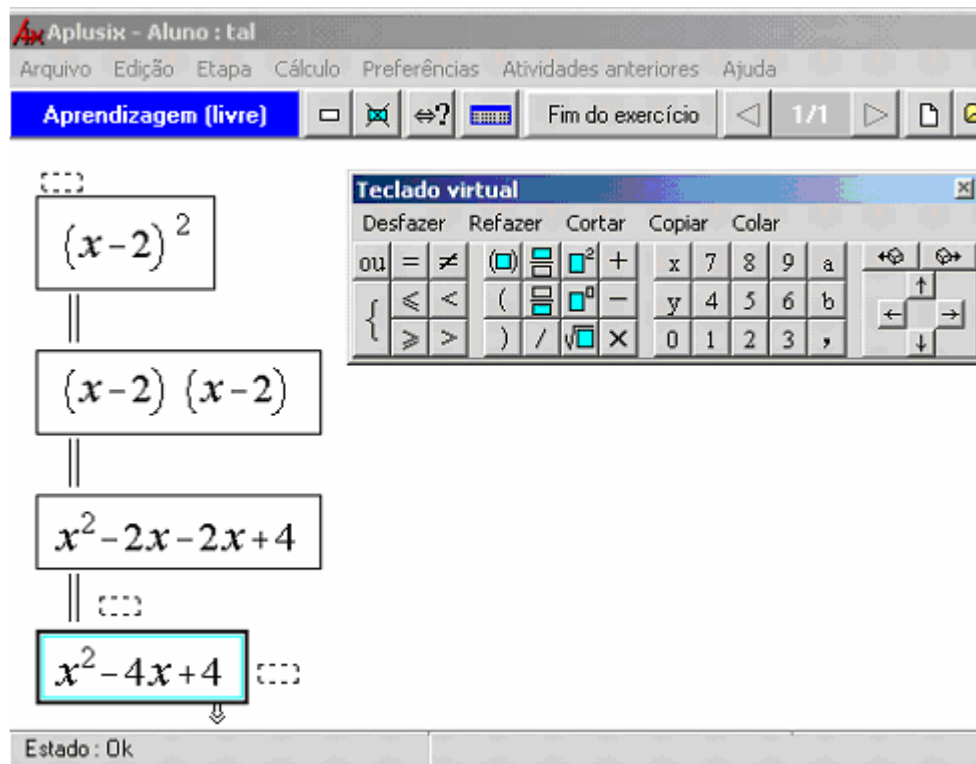 Aplusix - Aluno : tal
Arquivo Edição Etapa Cálculo Preferências Atividades anteriores Ajuda
Aprendizagem (livre) ⇔? Fim do exercício 1/1
(x-2)²
(x-2) (x-2)
x²-2x-2x+4
x²-4x+4
Teclado virtual
Desfazer Refazer Cortar Copiar Colar
ou = ≠ (□) □² + x 7 8 9 a
{ ⩽ < ( □⁰ − y 4 5 6 b
⩾ > ) / √□ × 0 1 2 3 ,
← ↑ → ↓
Estado : Ok